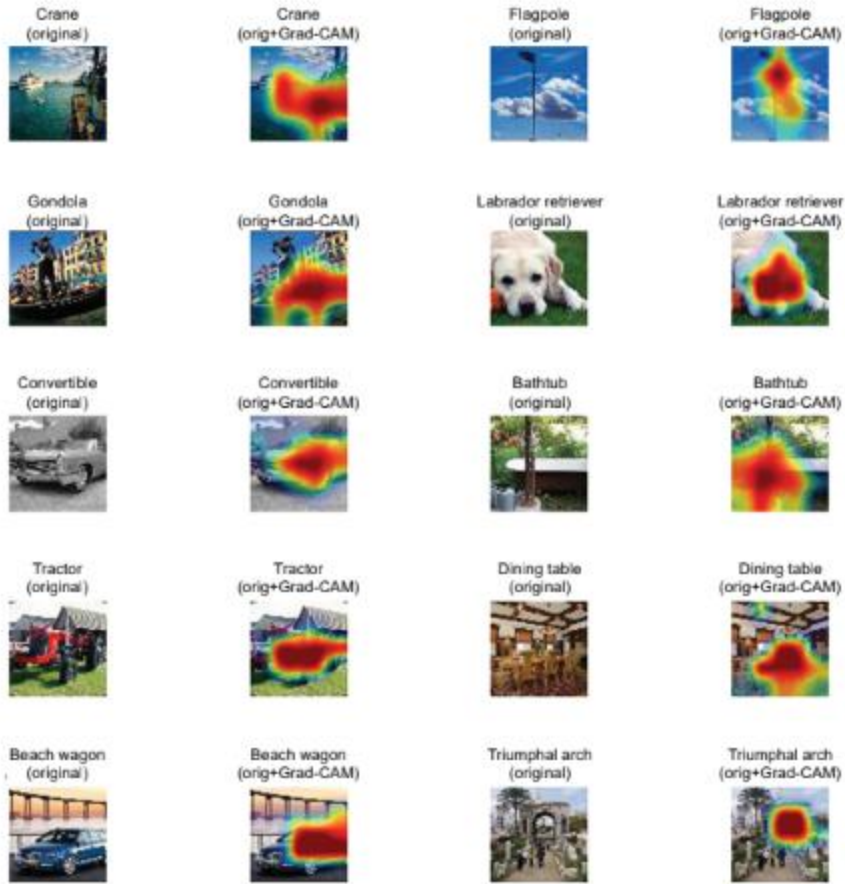 Crane
(original)
Crane
(orig+Grad-CAM)
Flagpole
(original)
Flagpole
(orig+Grad-CAM)
Gondola
(original)
Gondola
(orig+Grad-CAM)
Labrador retriever
(original)
Labrador retriever
(orig+Grad-CAM)
Convertible
(original)
Convertible
(orig+Grad-CAM)
Bathtub
(original)
Bathtub
(orig+Grad-CAM)
Tractor
(original)
Tractor
(orig+Grad-CAM)
Dining table
(original)
Dining table
(orig+Grad-CAM)
Beach wagon
(original)
Beach wagon
(orig+Grad-CAM)
Triumphal arch
(original)
Triumphal arch
(orig+Grad-CAM)